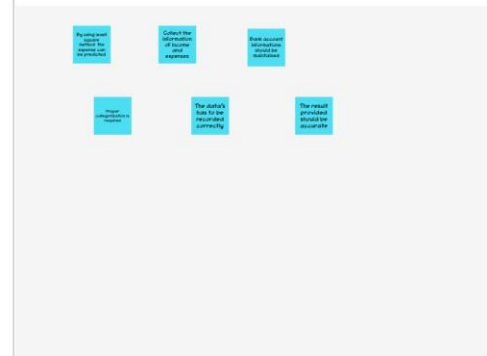 By using least
square
method the
expense can
be predicted
Collect the
information
of income
and
expenses
Bank account
informations
should be
maintained
Proper
categorization is
required
The data's
has to be
recorded
correctly
The result
provided
should be
accurate